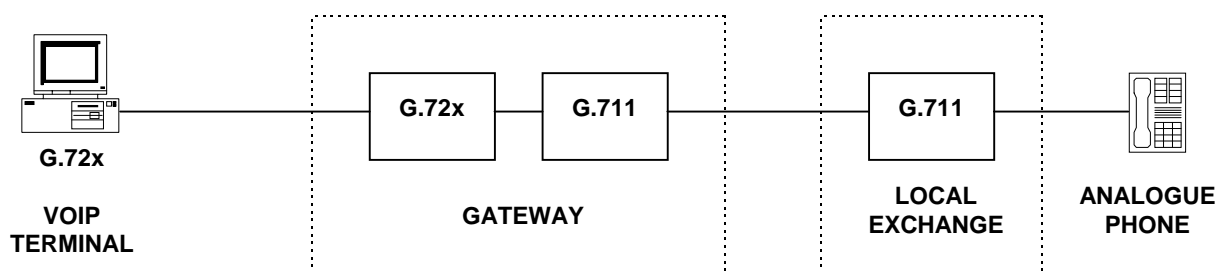 G.72x
G.711
G.711
G.72x
VOIP
TERMINAL
GATEWAY
LOCAL
EXCHANGE
ANALOGUE
PHONE